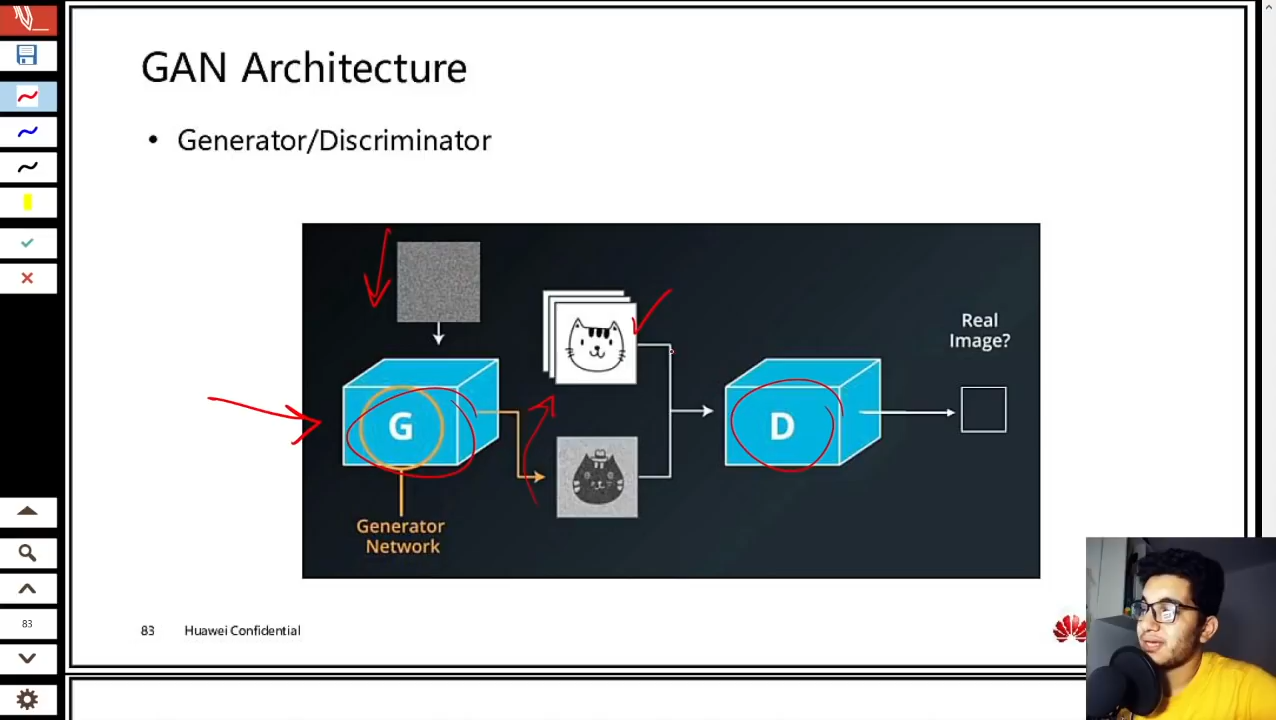 GAN Architecture
• Generator/Discriminator
Real
Image?
G
D
Generator
Network
83 Huawei Confidential
83